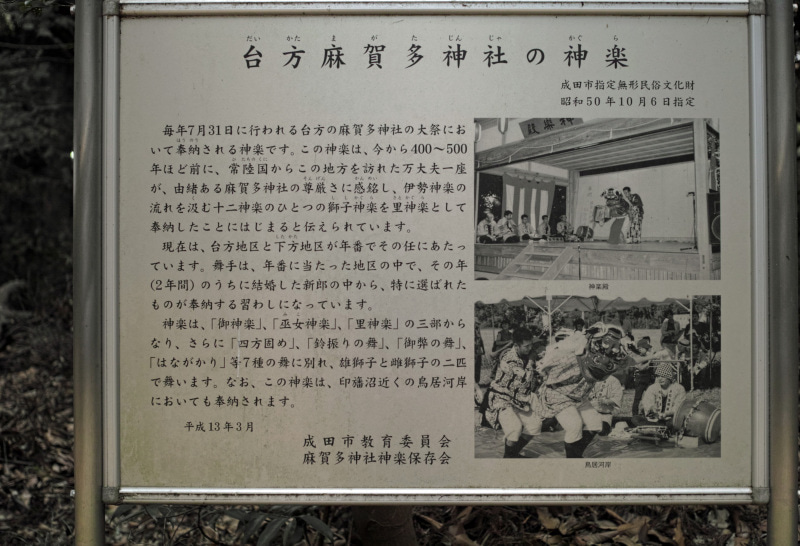 台方麻賀多神社の神楽
成田市指定無形民俗文化財
昭和50年10月6日指定
毎年7月31日に行われる台方の麻賀多神社の大祭にお
いて奉納される神楽です。この神楽は、今から400〜500
年ほど前に、常陸国からこの地方を訪れた万大夫一座
が、由緒ある麻賀多神社の尊厳さに感銘し、伊勢神楽の
流れを汲む十二神楽のひとつの獅子神楽を里神楽として
奉納したことにはじまると伝えられています。
現在は、台方地区と下方地区が年番でその任にあたっ
ています。舞手は、年番に当たった地区の中で、その年
(2年間)のうちに結婚した新郎の中から、特に選ばれた
ものが奉納する習わしになっています。
神楽は、「御神楽」、「巫女神楽」、「里神楽」の三部から
なり、さらに「四方固め」、「鈴振りの舞」、「御弊の舞」、
「はながかり」等7種の舞に別れ、雄獅子と雌獅子の二匹
で舞います。なお、この神楽は、印旛沼近くの鳥居河岸
においても奉納されます。
平成13年3月
成田市教育委員会
麻賀多神社神楽保存会
神楽殿
鳥居河岸